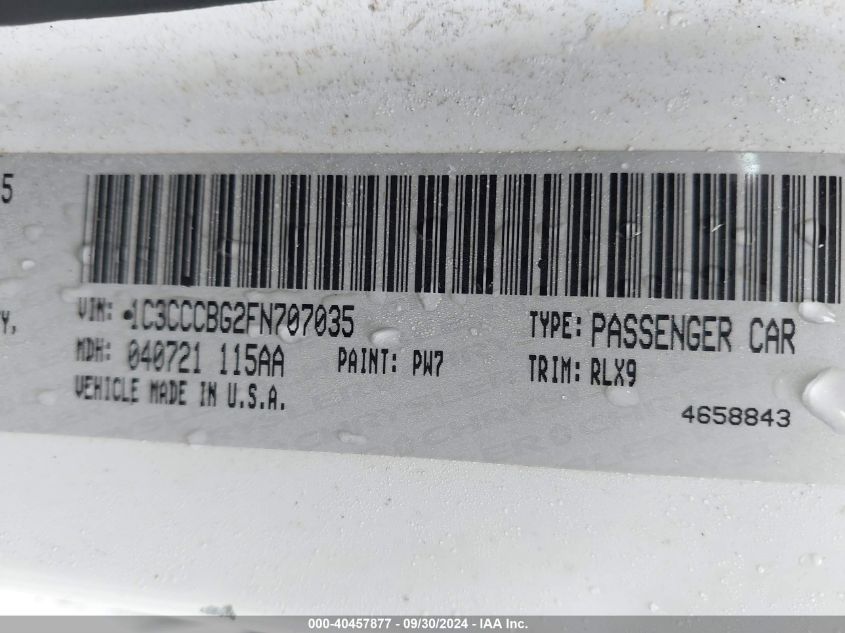 5
Y,
VIN: 1C3CCCBG2FN707035
TYPE: PASSENGER CAR
MDH: 040721 115AA
PAINT: PW7
TRIM: RLX9
VEHICLE MADE IN U.S.A.
4658843
000-40457877 - 09/30/2024 - IAA Inc.